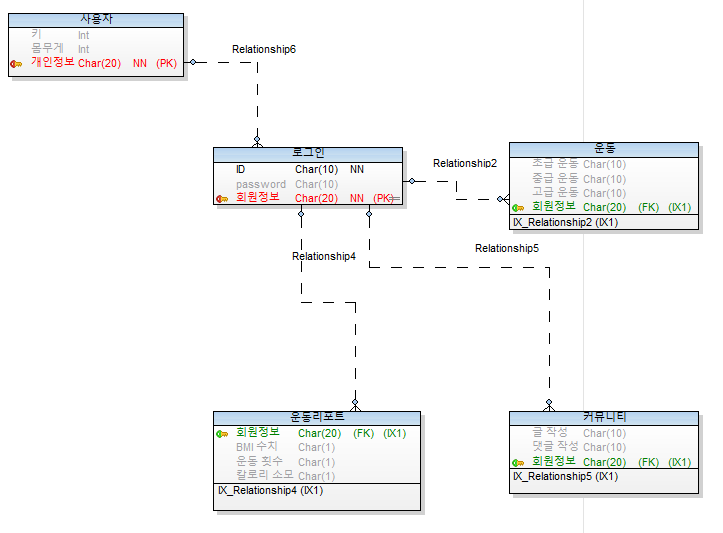 사용자
키 Int
몸무게 Int
개인정보 Char(20) NN (PK)
Relationship6
로그인
ID Char(10) NN
password Char(10)
회원정보 Char(20) NN (PK)
Relationship2
운동
초급 운동 Char(10)
중급 운동 Char(10)
고급 운동 Char(10)
회원정보 Char(20) (FK) (IX1)
IX_Relationship2 (IX1)
Relationship4
Relationship5
운동리포트
회원정보 Char(20) (FK) (IX1)
BMI 수치 Char(1)
운동 횟수 Char(1)
칼로리 소모 Char(1)
IX_Relationship4 (IX1)
커뮤니티
글 작성 Char(10)
댓글 작성 Char(10)
회원정보 Char(20) (FK) (IX1)
IX_Relationship5 (IX1)